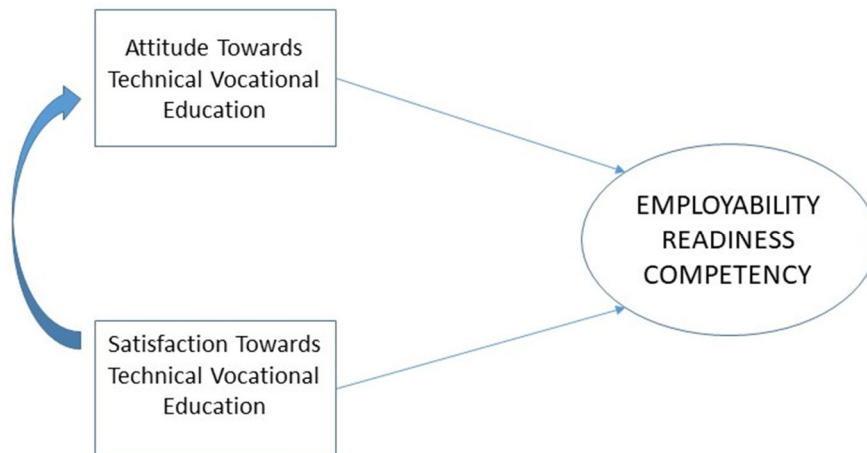 Attitude Towards
Technical Vocational
Education
EMPLOYABILITY
READINESS
COMPETENCY
Satisfaction Towards
Technical Vocational
Education